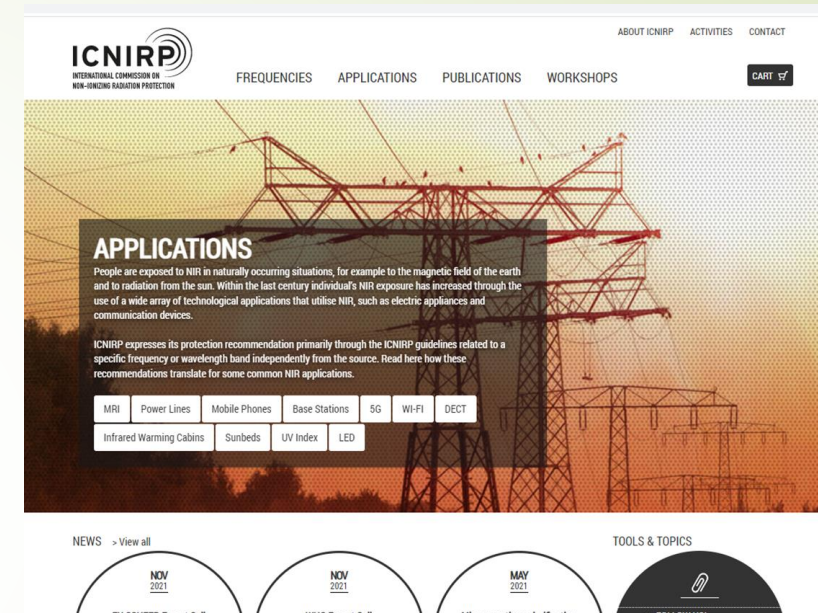 ABOUT ICNIRP ACTIVITIES CONTACT
ICNIRP
INTERNATIONAL COMMISSION ON
NON-IONIZING RADIATION PROTECTION
FREQUENCIES APPLICATIONS PUBLICATIONS WORKSHOPS
CART
APPLICATIONS
People are exposed to NIR in naturally occurring situations, for example to the magnetic field of the earth
and to radiation from the sun. Within the last century individual's NIR exposure has increased through the
use of a wide array of technological applications that utilise NIR, such as electric appliances and
communication devices.
ICNIRP expresses its protection recommendation primarily through the ICNIRP guidelines related to a
specific frequency or wavelength band independently from the source. Read here how these
recommendations translate for some common NIR applications.
MRI Power Lines Mobile Phones Base Stations 5G WI-FI DECT
Infrared Warming Cabins Sunbeds UV Index LED
NEWS > View all
TOOLS & TOPICS
NOV
2021
NOV
2021
MAY
2021